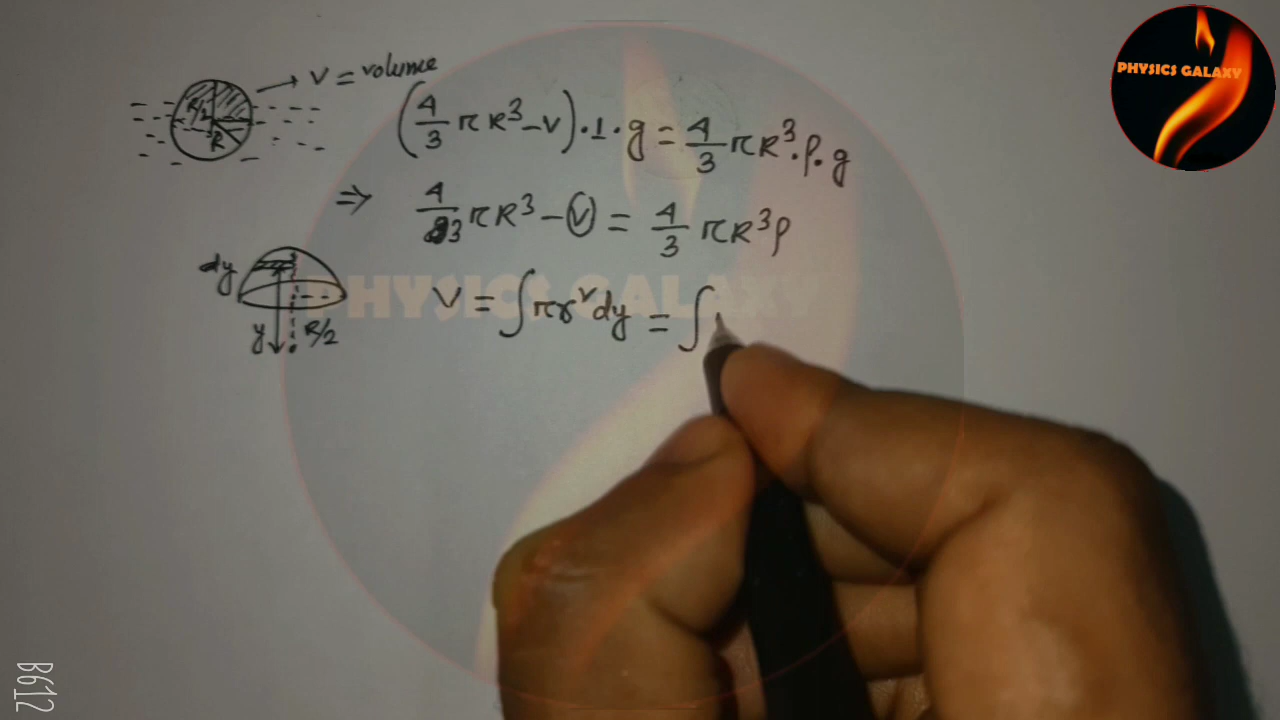 V = volume
R/2
R
(4/3 πR³ - V) · 1 · g = 4/3 πR³ · ρ · g
⇒ 4/3 πR³ - V = 4/3 πR³ρ
dy
y R/2
V = ∫πr²dy = ∫
PHYSICS GALAXY
PHYSICS GALAXY
B612